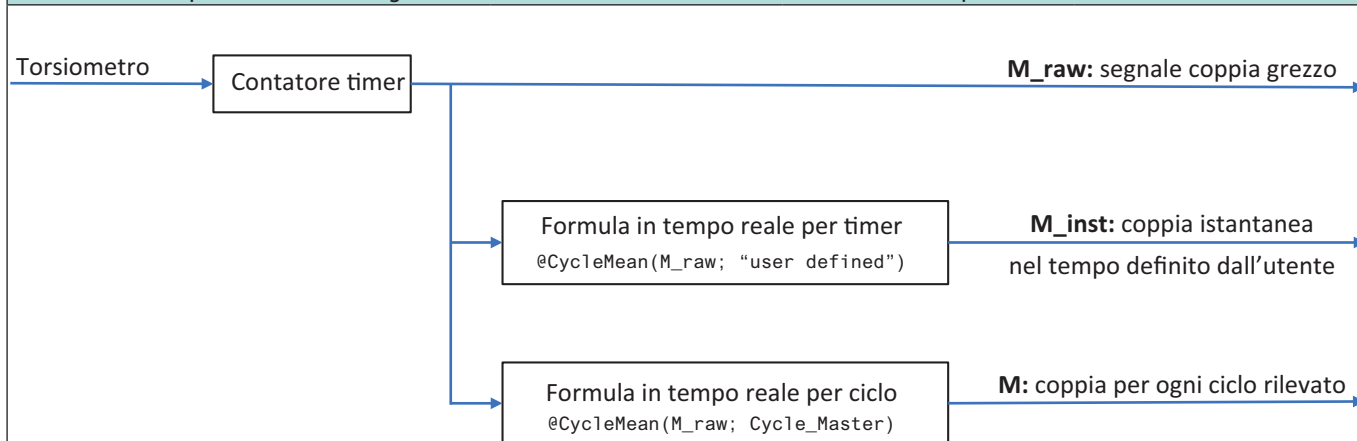 Torsiometro
Contatore timer
M_raw: segnale coppia grezzo
Formula in tempo reale per timer
@CycleMean(M_raw; “user defined”)
M_inst: coppia istantanea
nel tempo definito dall’utente
Formula in tempo reale per ciclo
@CycleMean(M_raw; Cycle_Master)
M: coppia per ogni ciclo rilevato